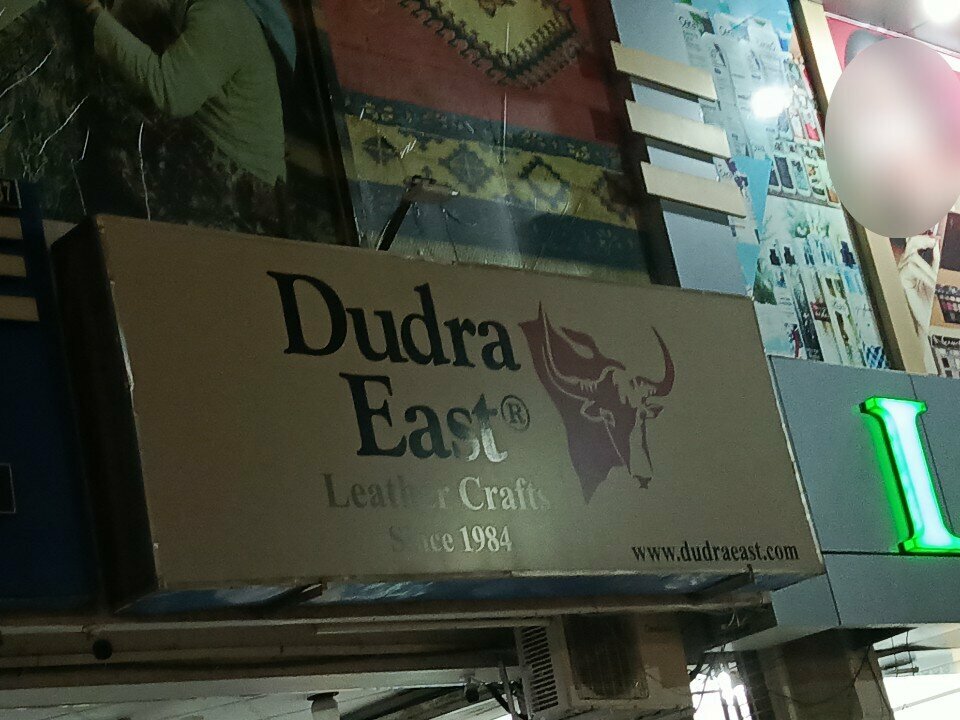 Dudra
East®
Leather Crafts
Since 1984
www.dudraeast.com
I